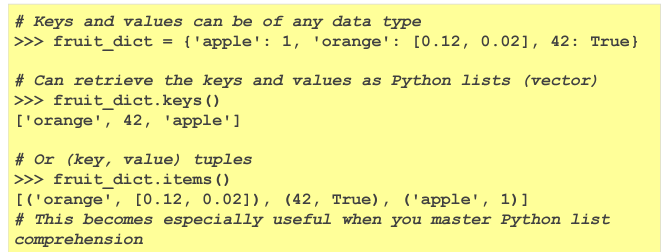 # Keys and values can be of any data type
>>> fruit_dict = {'apple': 1, 'orange': [0.12, 0.02], 42: True}
# Can retrieve the keys and values as Python lists (vector)
>>> fruit_dict.keys()
['orange', 42, 'apple']
# Or (key, value) tuples
>>> fruit_dict.items()
[('orange', [0.12, 0.02]), (42, True), ('apple', 1)]
# This becomes especially useful when you master Python list
comprehension